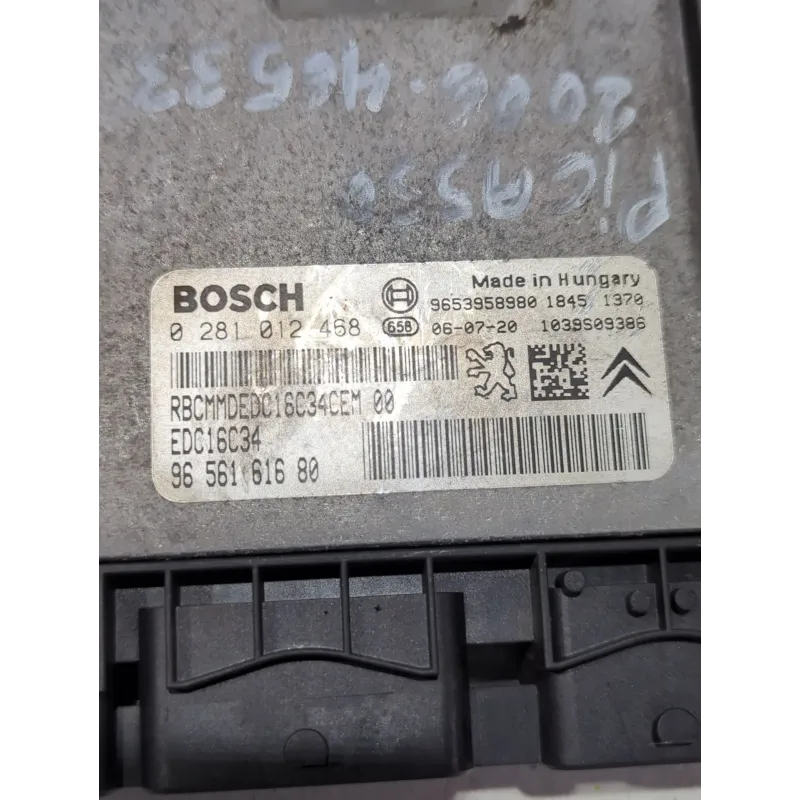 PiCASSO
2006-46533
BOSCH
Made in Hungary
0 281 012 468
9653958980 1845 1370
656 06-07-20 1039S09386
RBCMMDEDC16C34CEM 00
EDC16C34
96 561 616 80